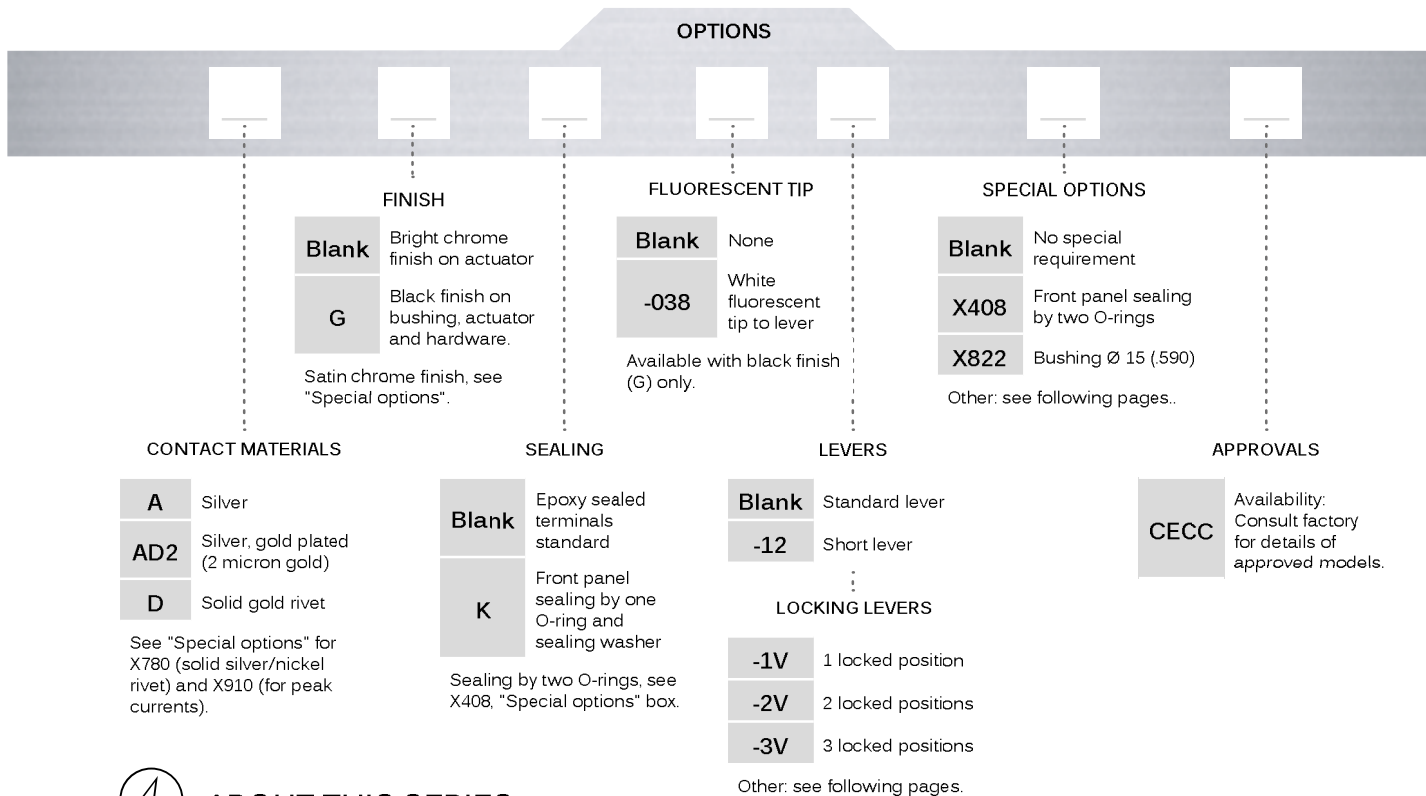 OPTIONS
FINISH
Blank
Bright chrome
finish on actuator
G
Black finish on
bushing, actuator
and hardware.
Satin chrome finish, see
"Special options".
FLUORESCENT TIP
Blank
None
-038
White
fluorescent
tip to lever
Available with black finish
(G) only.
SPECIAL OPTIONS
Blank
No special
requirement
X408
Front panel sealing
by two O-rings
X822
Bushing Ø 15 (.590)
Other: see following pages..
CONTACT MATERIALS
A
Silver
AD2
Silver, gold plated
(2 micron gold)
D
Solid gold rivet
See "Special options" for
X780 (solid silver/nickel
rivet) and X910 (for peak
currents).
SEALING
Blank
Epoxy sealed
terminals
standard
K
Front panel
sealing by one
O-ring and
sealing washer
Sealing by two O-rings, see
X408, "Special options" box.
LEVERS
Blank
Standard lever
-12
Short lever
LOCKING LEVERS
-1V
1 locked position
-2V
2 locked positions
-3V
3 locked positions
Other: see following pages.
APPROVALS
CECC
Availability:
Consult factory
for details of
approved models.
ABOUT THIS SERIES